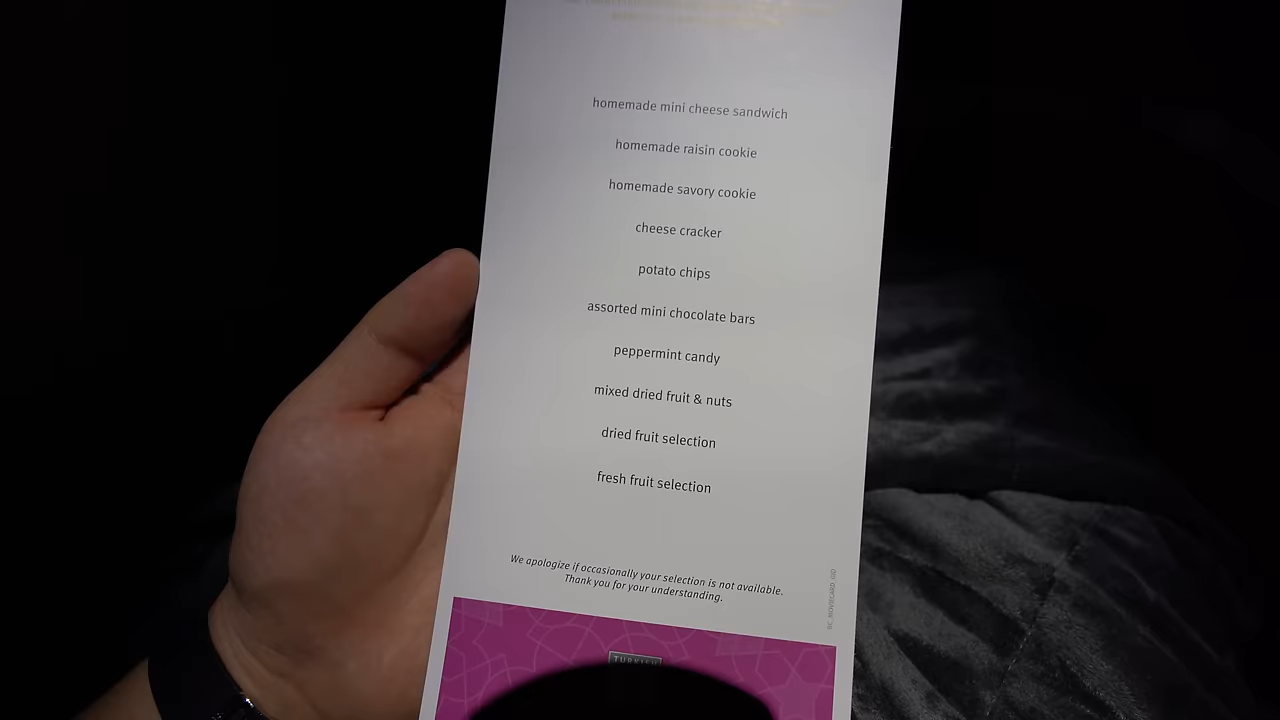 homemade mini cheese sandwich
homemade raisin cookie
homemade savory cookie
cheese cracker
potato chips
assorted mini chocolate bars
peppermint candy
mixed dried fruit & nuts
dried fruit selection
fresh fruit selection
We apologize if occasionally your selection is not available.
Thank you for your understanding.
TURKISH